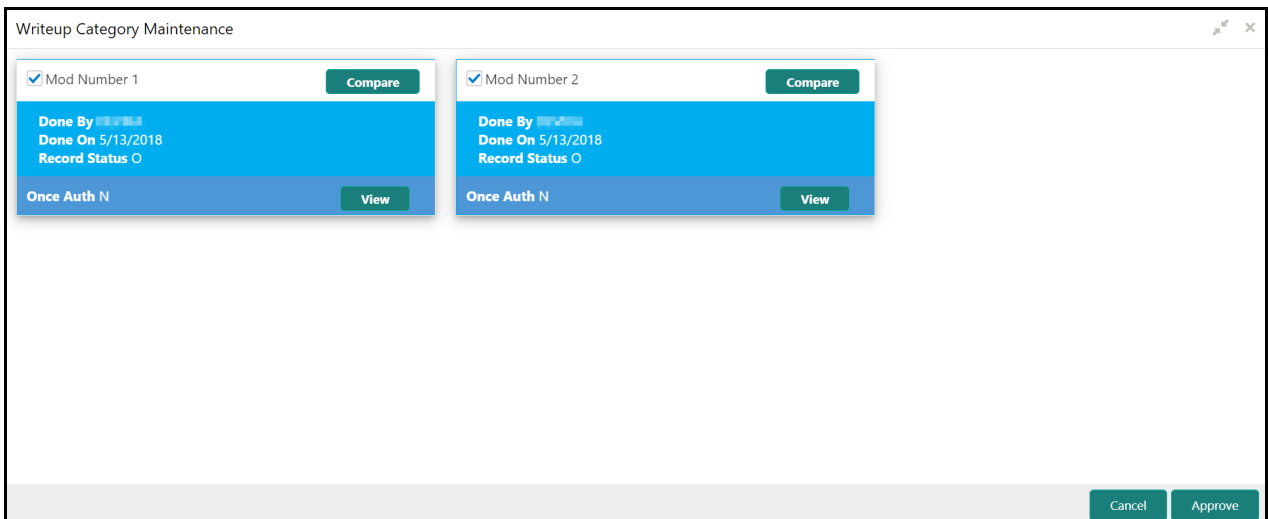 Writeup Category Maintenance
Mod Number 1
Compare
Done By
Done On 5/13/2018
Record Status O
Once Auth N
View
Mod Number 2
Compare
Done By
Done On 5/13/2018
Record Status O
Once Auth N
View
Cancel
Approve